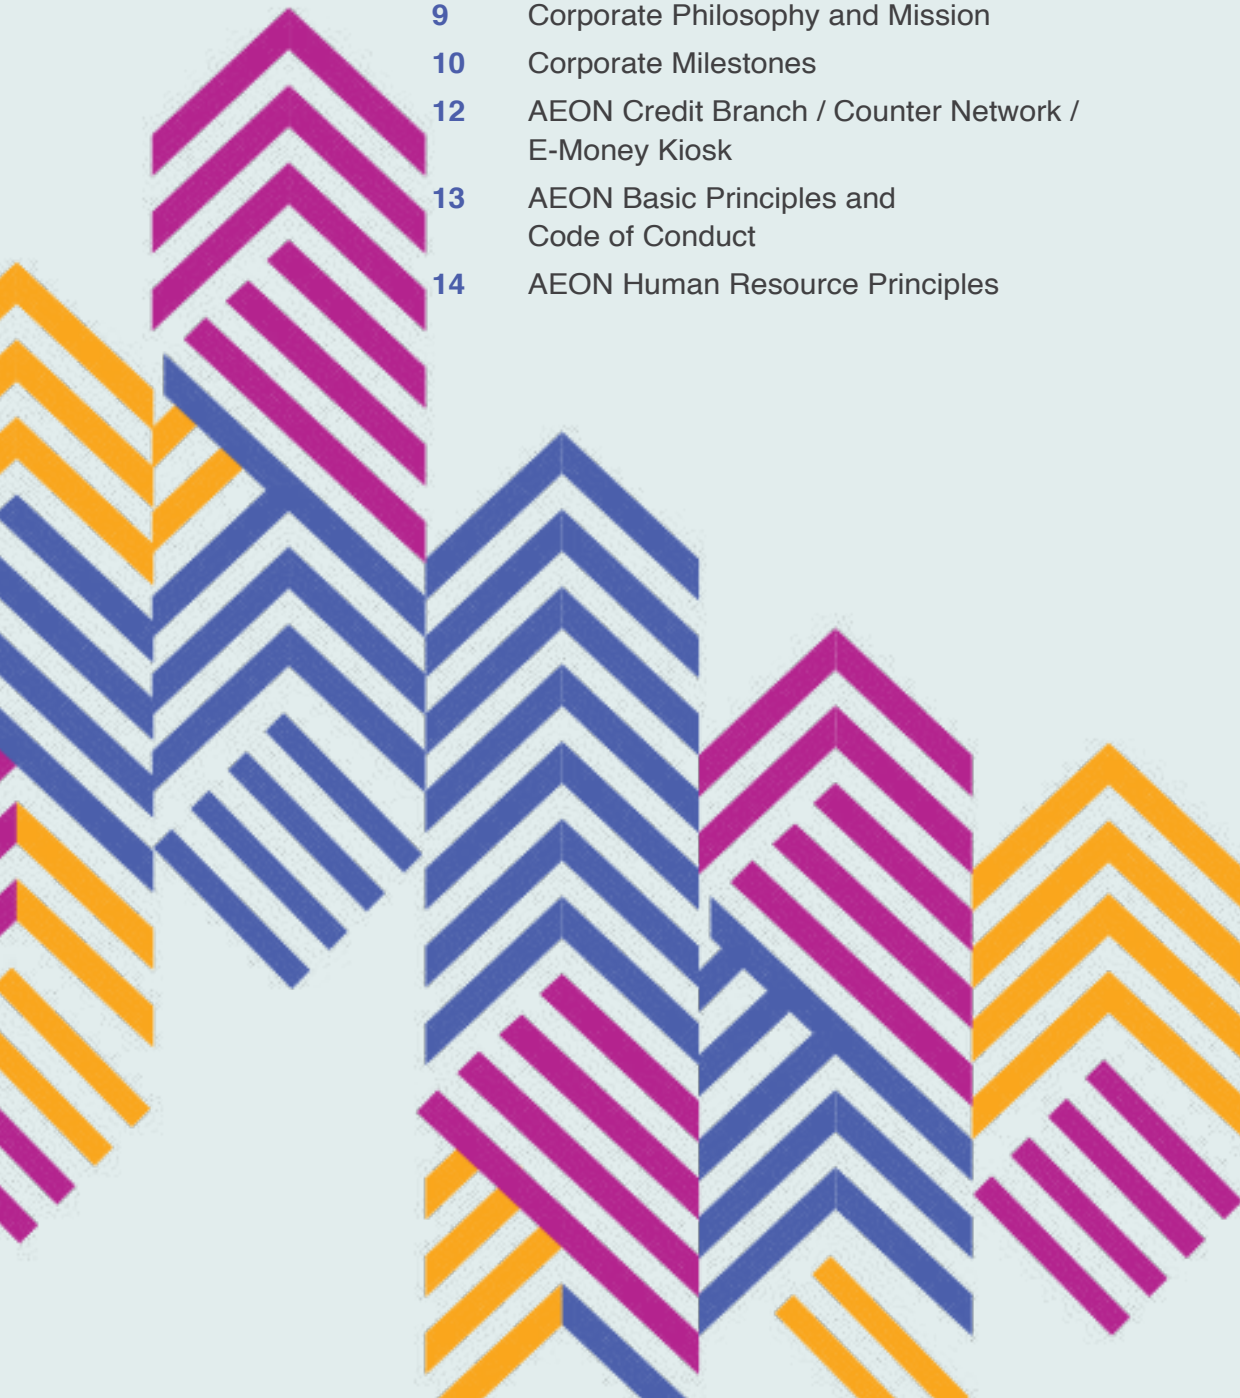 9 Corporate Philosophy and Mission
10 Corporate Milestones
12 AEON Credit Branch / Counter Network /
E-Money Kiosk
13 AEON Basic Principles and
Code of Conduct
14 AEON Human Resource Principles